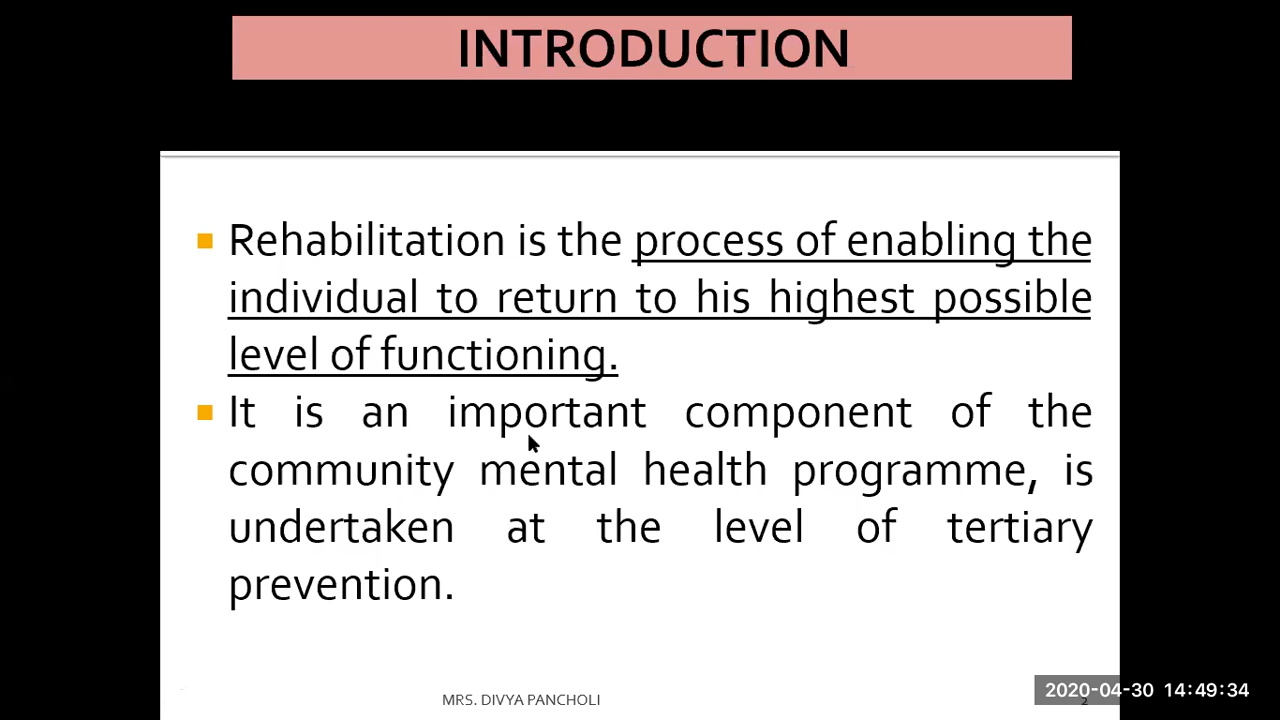 INTRODUCTION
Rehabilitation is the process of enabling the
individual to return to his highest possible
level of functioning.
It is an important component of the
community mental health programme, is
undertaken at the level of tertiary
prevention.
MRS. DIVYA PANCHOLI
2020-04-30 14:49:34
2